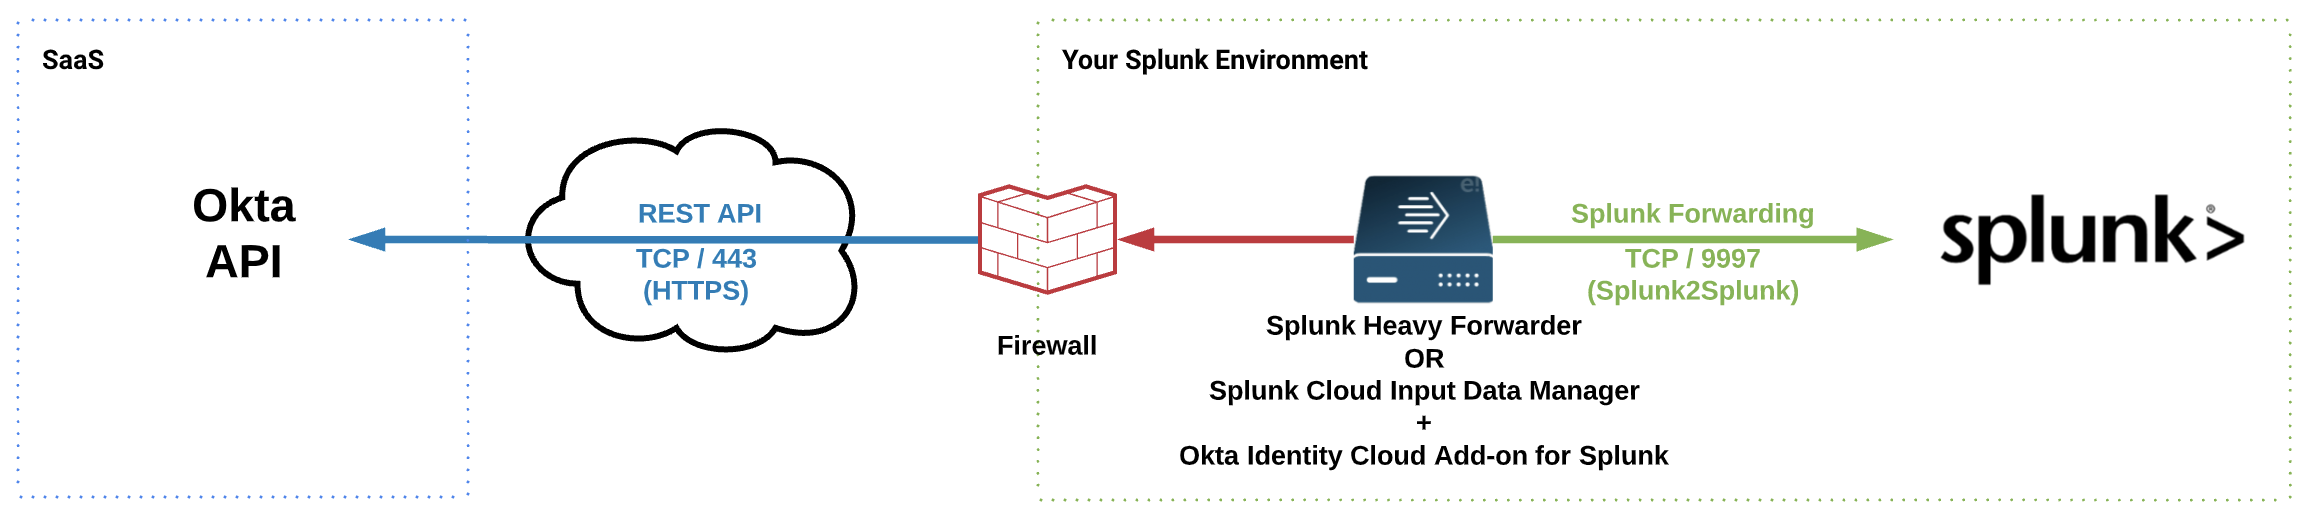 SaaS
Your Splunk Environment
Okta
API
REST API
TCP / 443
(HTTPS)
Firewall
e!
Splunk Heavy Forwarder
OR
Splunk Cloud Input Data Manager
+
Okta Identity Cloud Add-on for Splunk
Splunk Forwarding
TCP / 9997
(Splunk2Splunk)
splunk>®